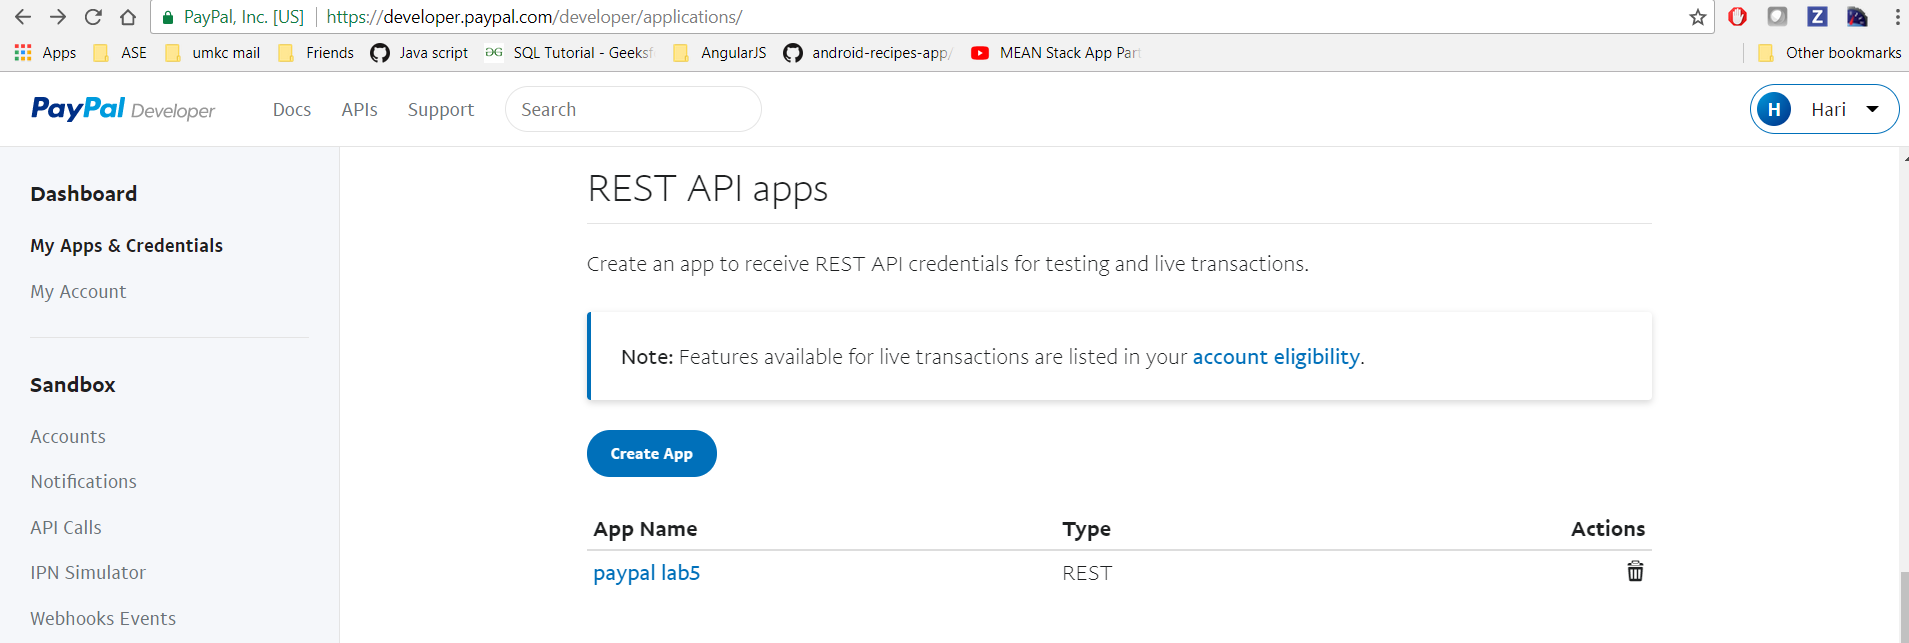 PayPal, Inc. [US] https://developer.paypal.com/developer/applications/
Apps ASE umkc mail Friends Java script SQL Tutorial - Geeksf AngularJS android-recipes-app/ MEAN Stack App Part Other bookmarks
PayPal Developer Docs APIs Support Search H Hari
Dashboard
My Apps & Credentials
My Account
Sandbox
Accounts
Notifications
API Calls
IPN Simulator
Webhooks Events
REST API apps
Create an app to receive REST API credentials for testing and live transactions.
Note: Features available for live transactions are listed in your account eligibility.
Create App
App Name Type Actions
paypal lab5 REST